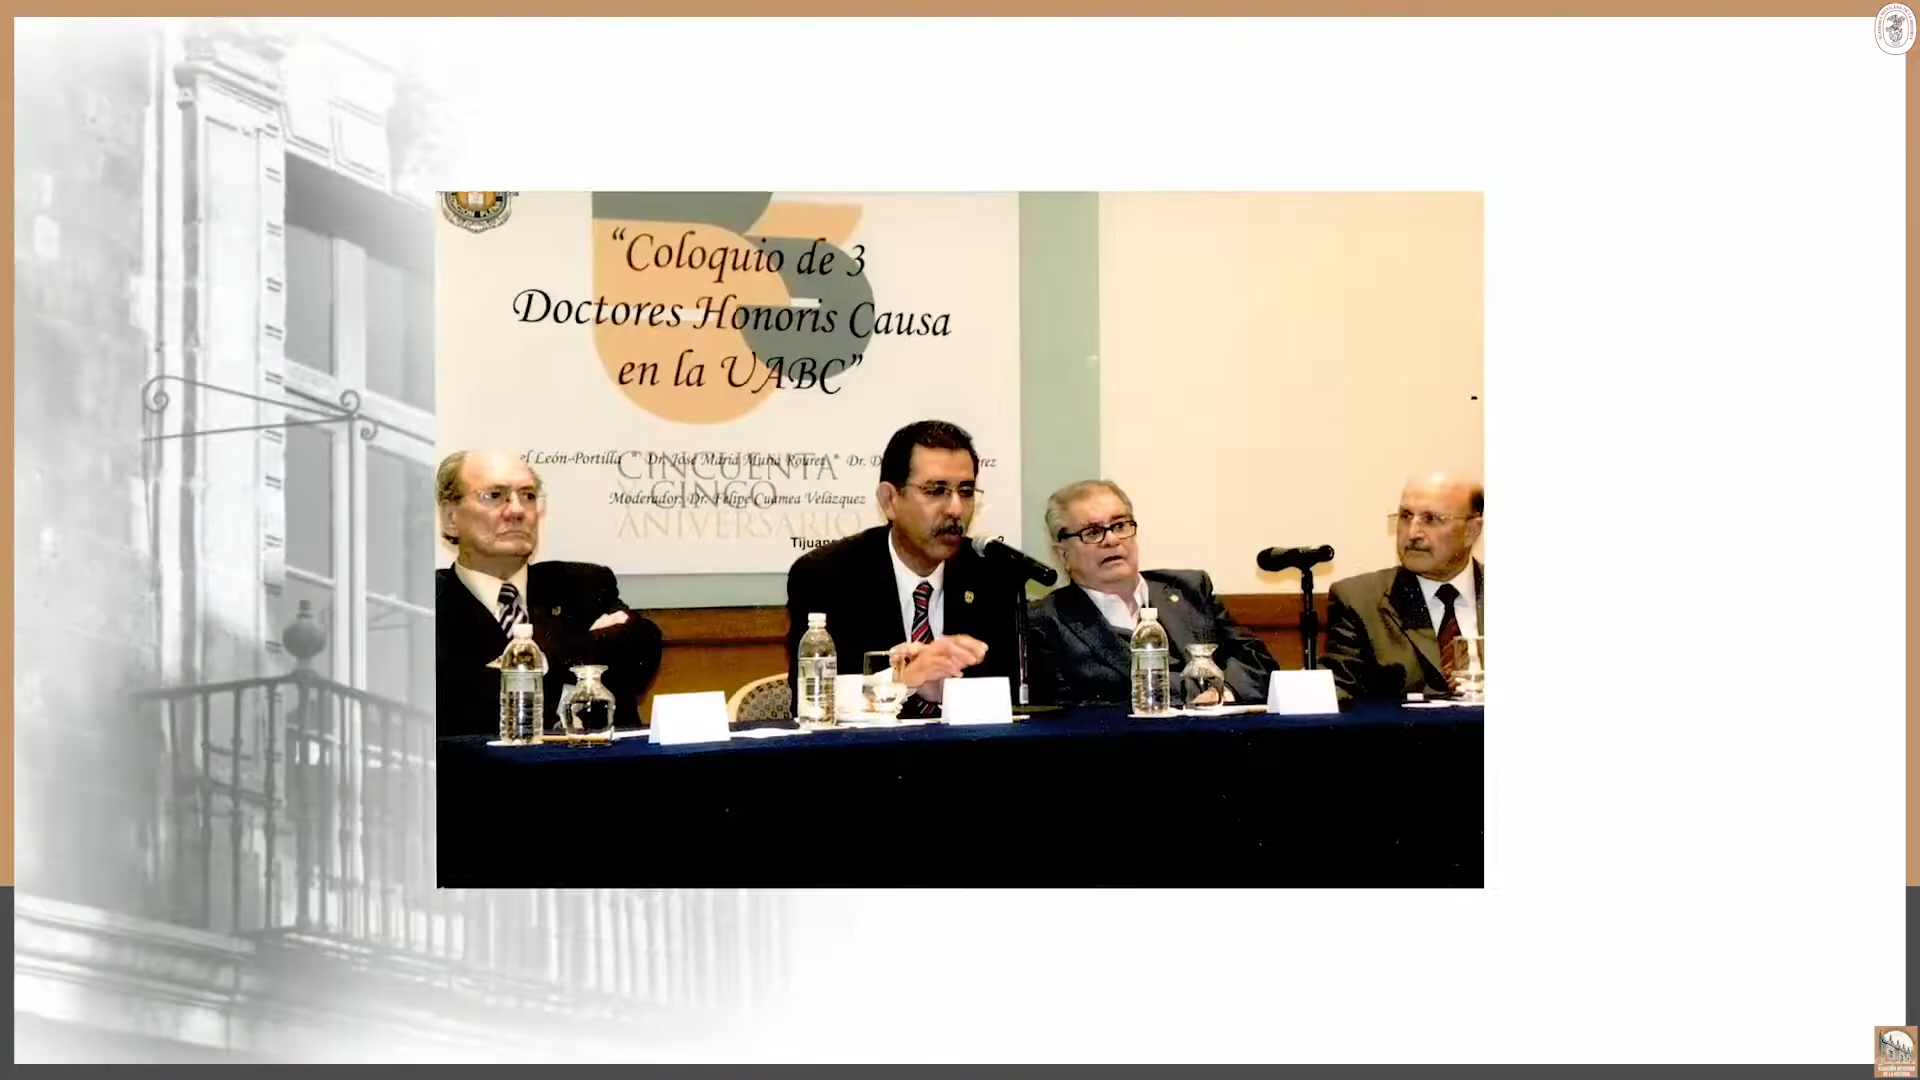 “Coloquio de 3
Doctores Honoris Causa
en la UABC”
el León-Portilla * Dr. José María Muriá Rouret * Dr. D
Moderador: Dr. Felipe Cuamea Velázquez
CINCUENTA
CINCO
ANIVERSARIO